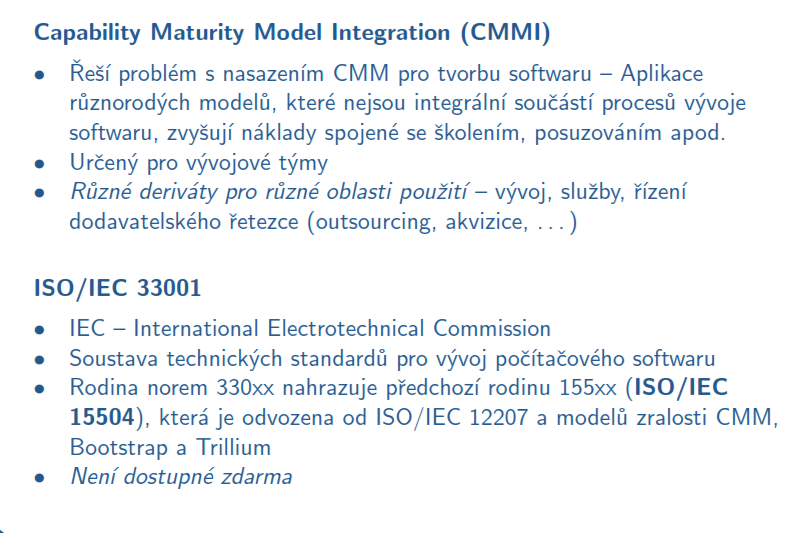 Capability Maturity Model Integration (CMMI)
• Řeší problém s nasazením CMM pro tvorbu softwaru – Aplikace
různorodých modelů, které nejsou integrální součástí procesů vývoje
softwaru, zvyšují náklady spojené se školením, posuzováním apod.
• Určený pro vývojové týmy
• Různé deriváty pro různé oblasti použití – vývoj, služby, řízení
dodavatelského řetezce (outsourcing, akvizice, . . . )
ISO/IEC 33001
• IEC – International Electrotechnical Commission
• Soustava technických standardů pro vývoj počítačového softwaru
• Rodina norem 330xx nahrazuje předchozí rodinu 155xx (ISO/IEC
15504), která je odvozena od ISO/IEC 12207 a modelů zralosti CMM,
Bootstrap a Trillium
• Není dostupné zdarma